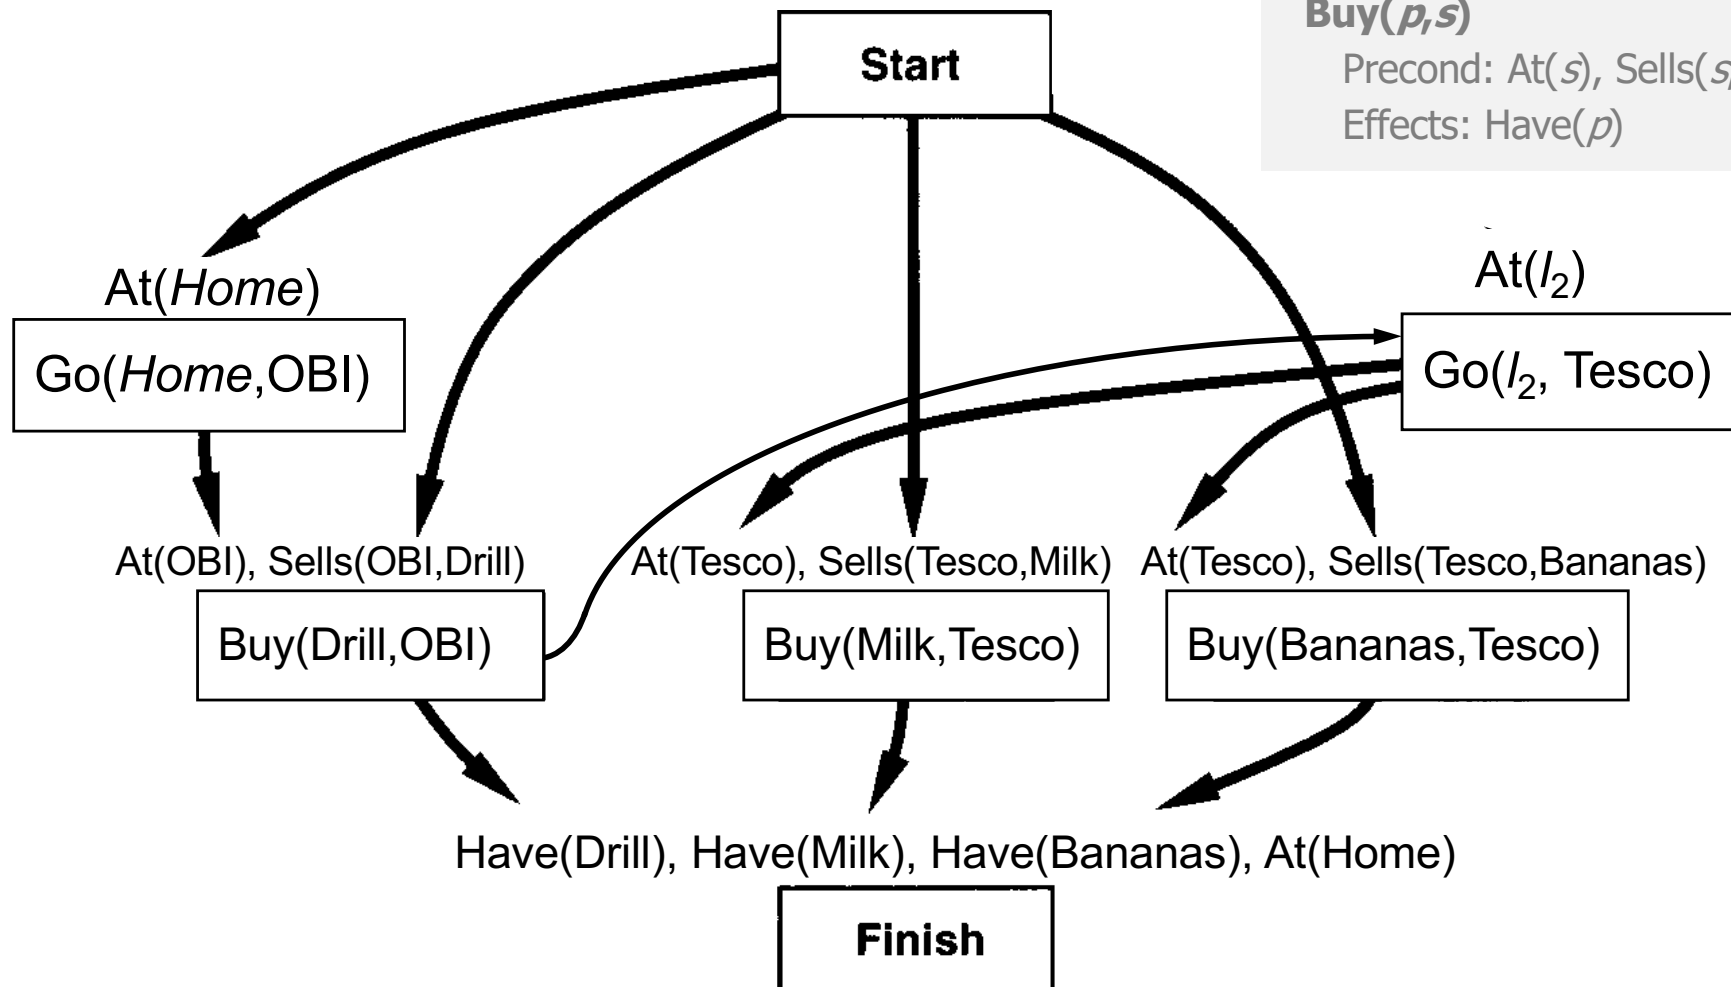 Start
Buy(p,s)
Precond: At(s), Sells(s,
Effects: Have(p)
At(Home)
Go(Home,OBI)
At(l₂)
Go(l₂, Tesco)
At(OBI), Sells(OBI,Drill)
At(Tesco), Sells(Tesco,Milk)
At(Tesco), Sells(Tesco,Bananas)
Buy(Drill,OBI)
Buy(Milk,Tesco)
Buy(Bananas,Tesco)
Have(Drill), Have(Milk), Have(Bananas), At(Home)
Finish